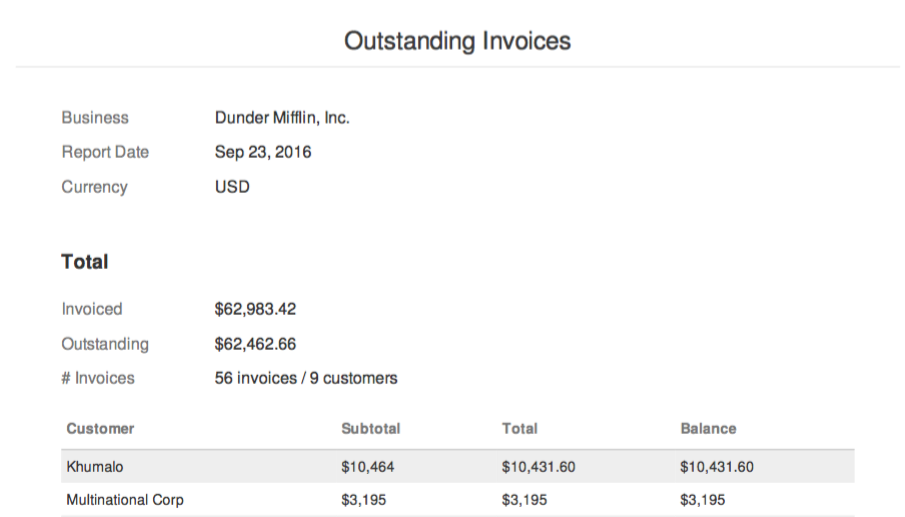 Outstanding Invoices
Business Dunder Mifflin, Inc.
Report Date Sep 23, 2016
Currency USD
Total
Invoiced $62,983.42
Outstanding $62,462.66
# Invoices 56 invoices / 9 customers
Customer Subtotal Total Balance
Khumalo $10,464 $10,431.60 $10,431.60
Multinational Corp $3,195 $3,195 $3,195